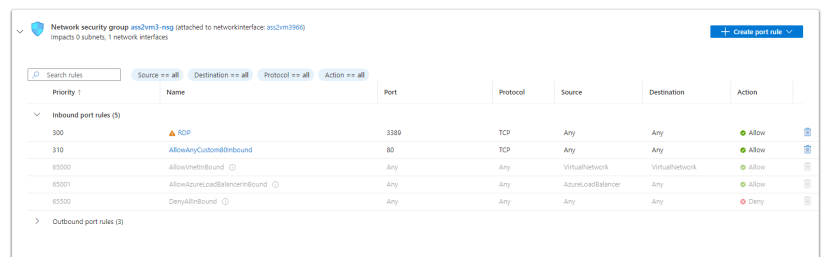 Network security group ass2vm3-nsg (attached to networkInterface: ass2vm3966)
Impacts 0 subnets, 1 network interfaces
Create port rule
Search rules
Source == all Destination == all Protocol == all Action == all
Priority ↑ Name Port Protocol Source Destination Action
Inbound port rules (5)
300 RDP 3389 TCP Any Any Allow
310 AllowAnyCustom80Inbound 80 TCP Any Any Allow
65000 AllowVnetInBound Any Any VirtualNetwork VirtualNetwork Allow
65001 AllowAzureLoadBalancerInBound Any Any AzureLoadBalancer Any Allow
65500 DenyAllInBound Any Any Any Any Deny
Outbound port rules (3)